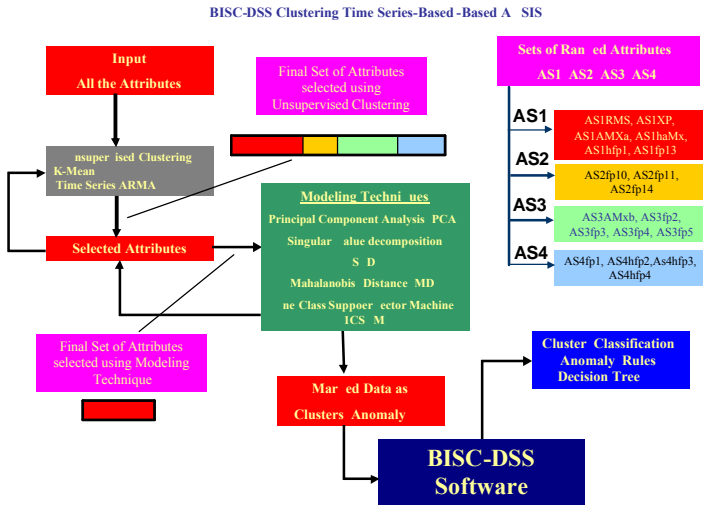 BISC-DSS Clustering Time Series-Based -Based A SIS
Input
All the Attributes
Final Set of Attributes
selected using
Unsupervised Clustering
Sets of Ran ed Attributes
AS1 AS2 AS3 AS4
AS1
AS1RMS, AS1XP,
AS1AMXa, AS1haMx,
AS1hfp1, AS1fp13
AS2
AS2fp10, AS2fp11,
AS2fp14
AS3
AS3AMxb, AS3fp2,
AS3fp3, AS3fp4, AS3fp5
AS4
AS4fp1, AS4hfp2,As4hfp3,
AS4hfp4
nsuper ised Clustering
K-Mean
Time Series ARMA
Selected Attributes
Modeling Techni ues
Principal Component Analysis PCA
Singular alue decomposition
S D
Mahalanobis Distance MD
ne Class Suppoer ector Machine
1CS M
Final Set of Attributes
selected using Modeling
Technique
Mar ed Data as
Clusters Anomaly
Cluster Classification
Anomaly Rules
Decision Tree
BISC-DSS
Software